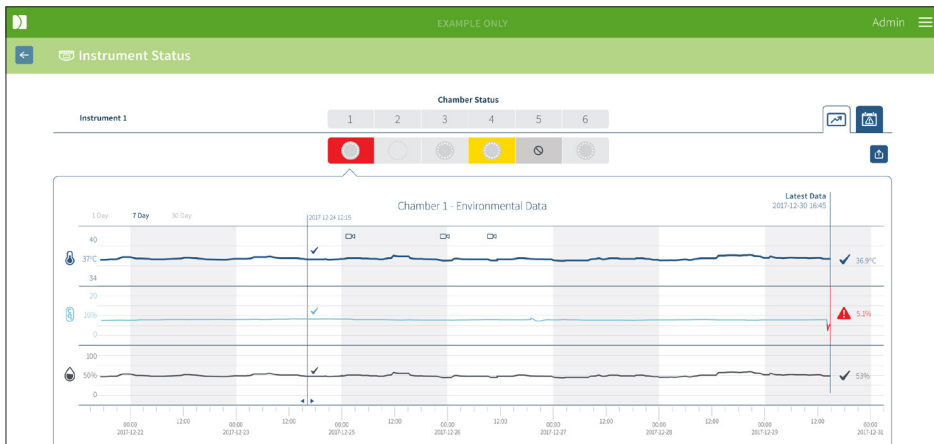 EXAMPLE ONLY
Admin
Instrument Status
Chamber Status
Instrument 1
1 2 3 4 5 6
Latest Data
2017-12-30 16:45
Chamber 1 - Environmental Data
1 Day 7 Day 30 Day
2017-12-24 12:15
40
37°C
36.9°C
34
20
10%
5.1%
0
100
50%
53%
0
00:00 12:00 00:00 12:00 00:00 12:00 00:00 12:00 00:00 12:00 00:00 12:00 00:00 12:00 00:00 12:00 00:00
2017-12-22 2017-12-23 2017-12-25 2017-12-26 2017-12-27 2017-12-28 2017-12-29 2017-12-31